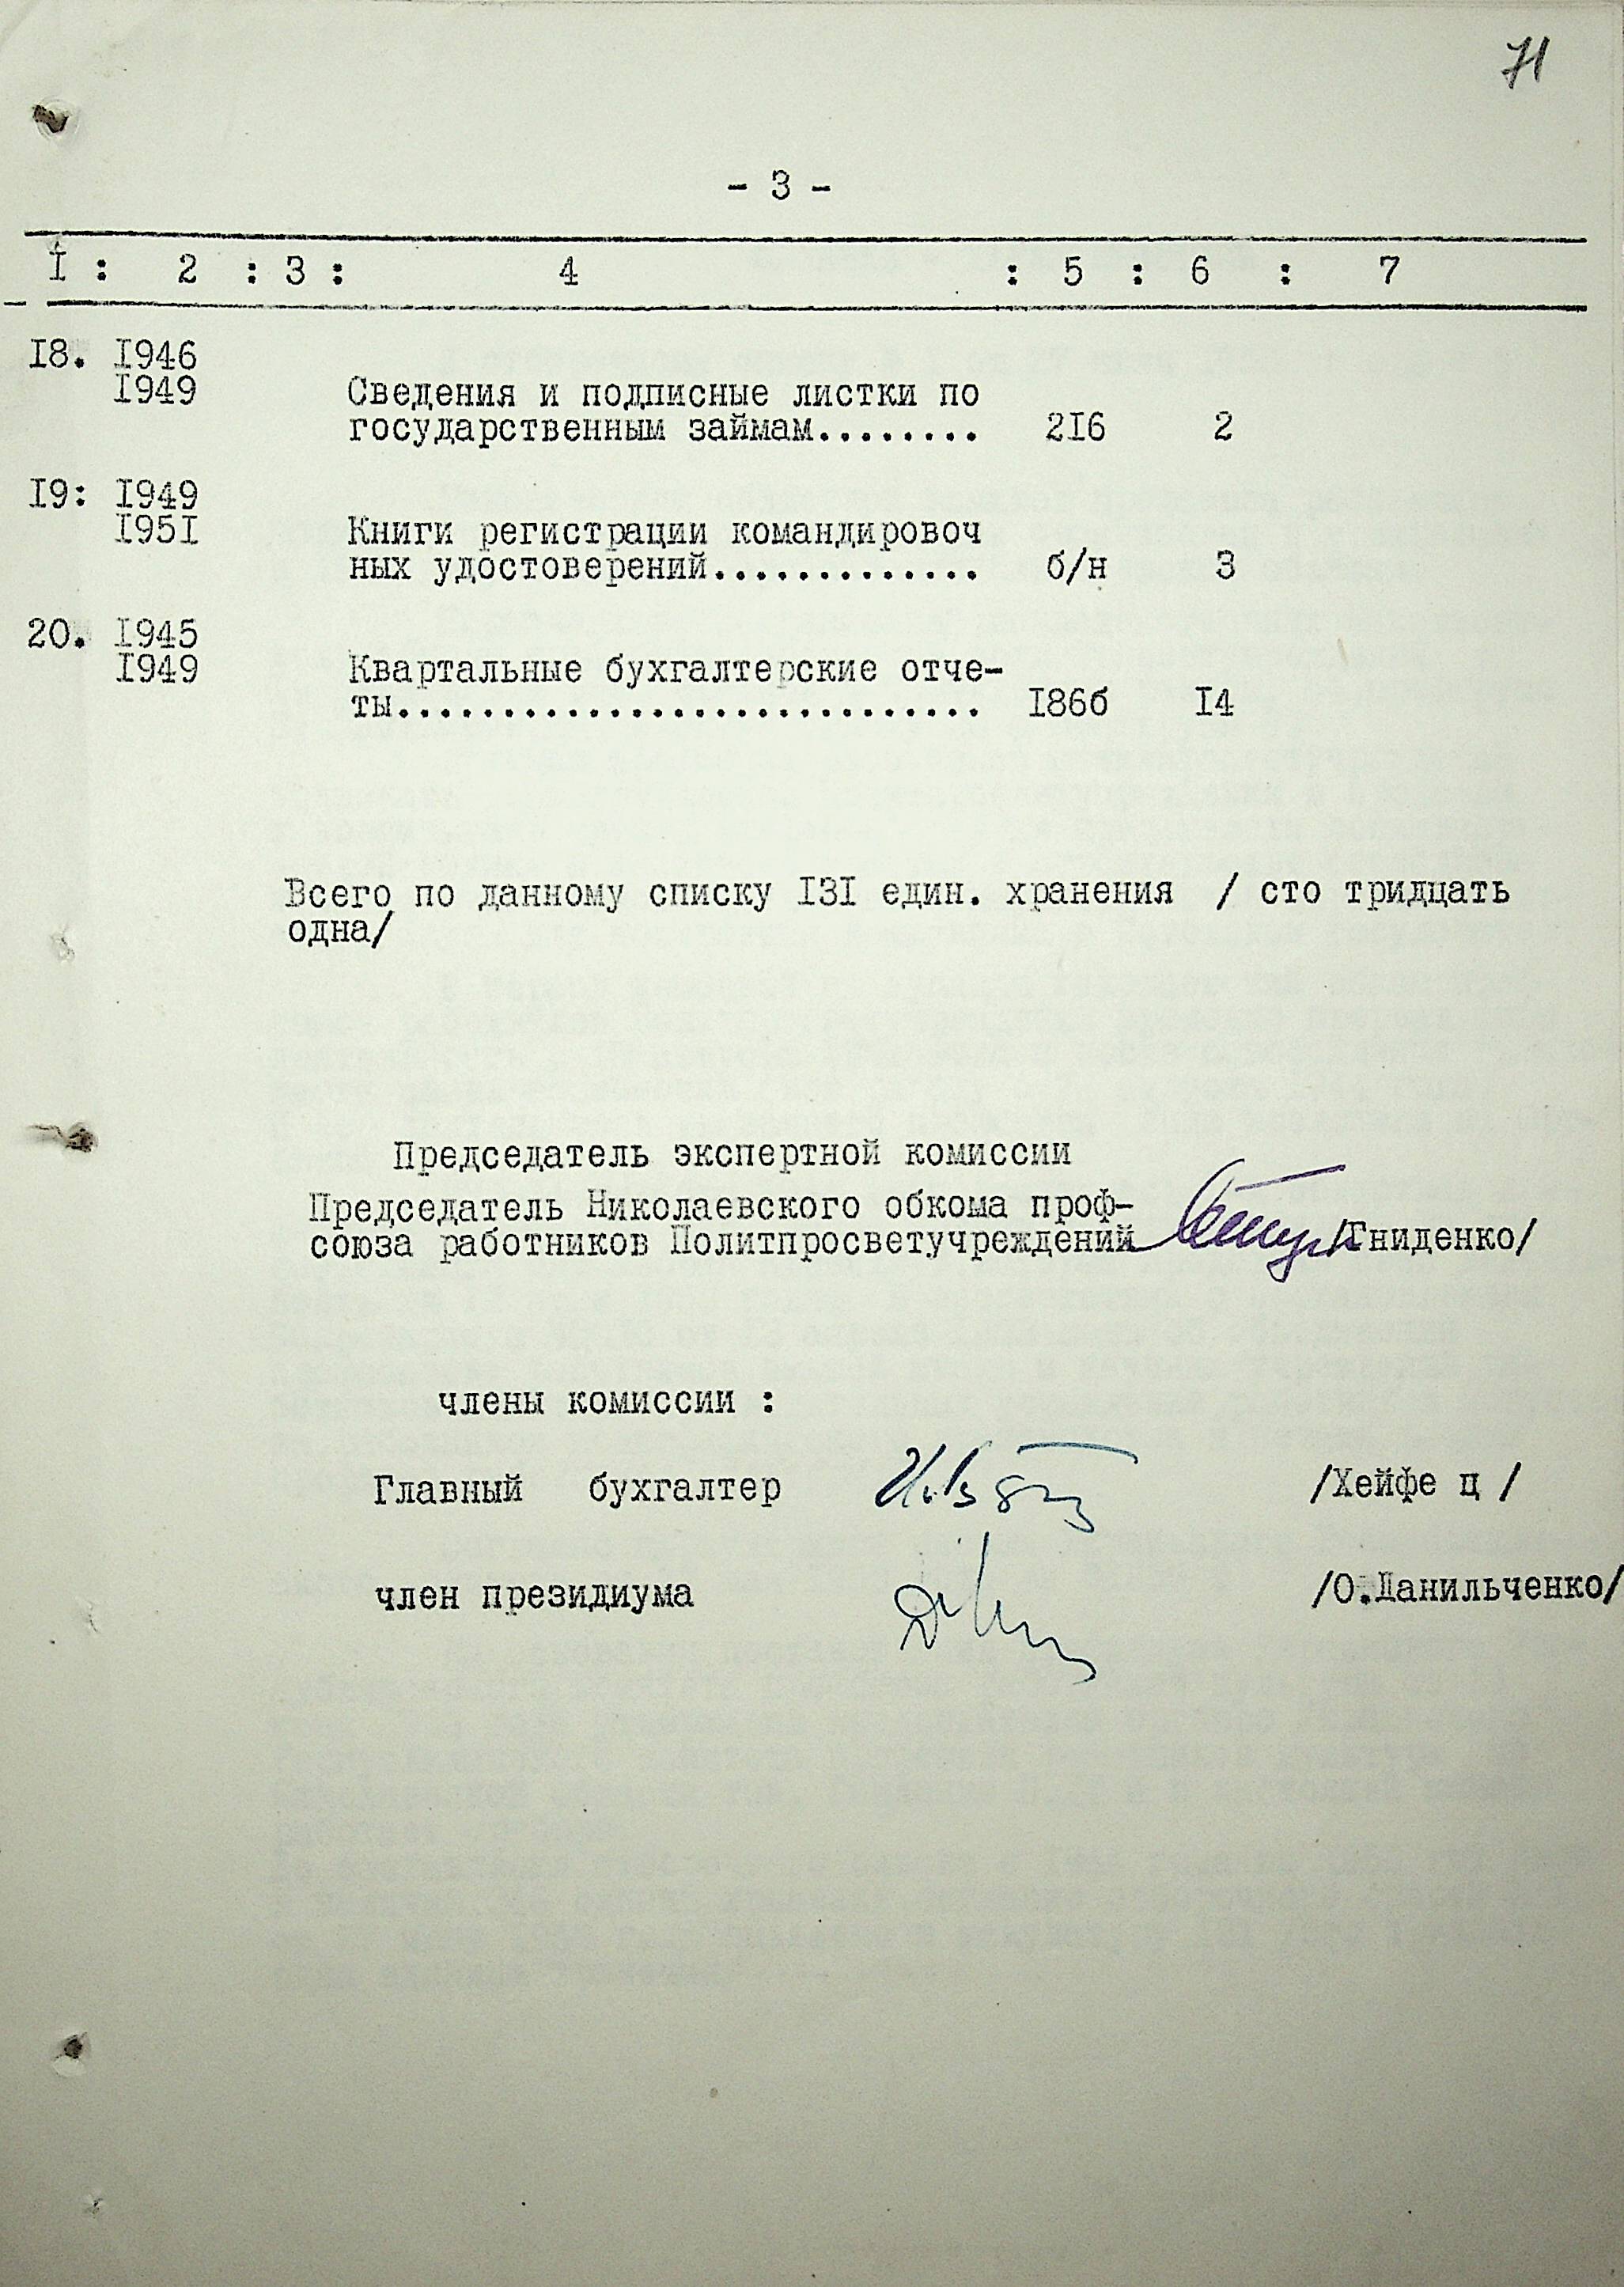 71
- 3 -
I : 2 : 3 : 4 : 5 : 6 : 7
I8. I946
I949 Сведения и подписные листки по
государственным займам........ 2I6 2
I9: I949
I95I Книги регистрации командировоч
ных удостоверений............. б/н 3
20. I945
I949 Квартальные бухгалтерские отче-
ты............................ I86б I4
Всего по данному списку I3I един. хранения / сто тридцать
одна/
Председатель экспертной комиссии
Председатель Николаевского обкома проф-
союза работников Политпросветучреждений /Гниденко/
члены комиссии :
Главный бухгалтер /Хейфе ц /
член президиума /О.Данильченко/